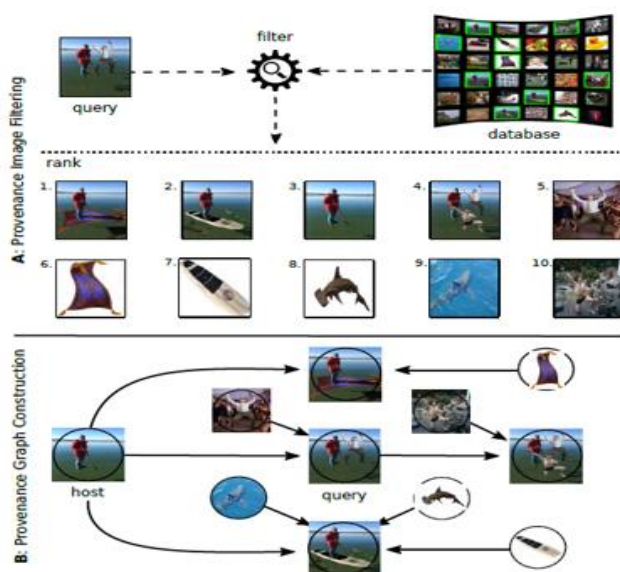 A: Provenance Image Filtering
filter
query
database
rank
1.
2.
3.
4.
5.
6.
7.
8.
9.
10.
B: Provenance Graph Construction
host
query